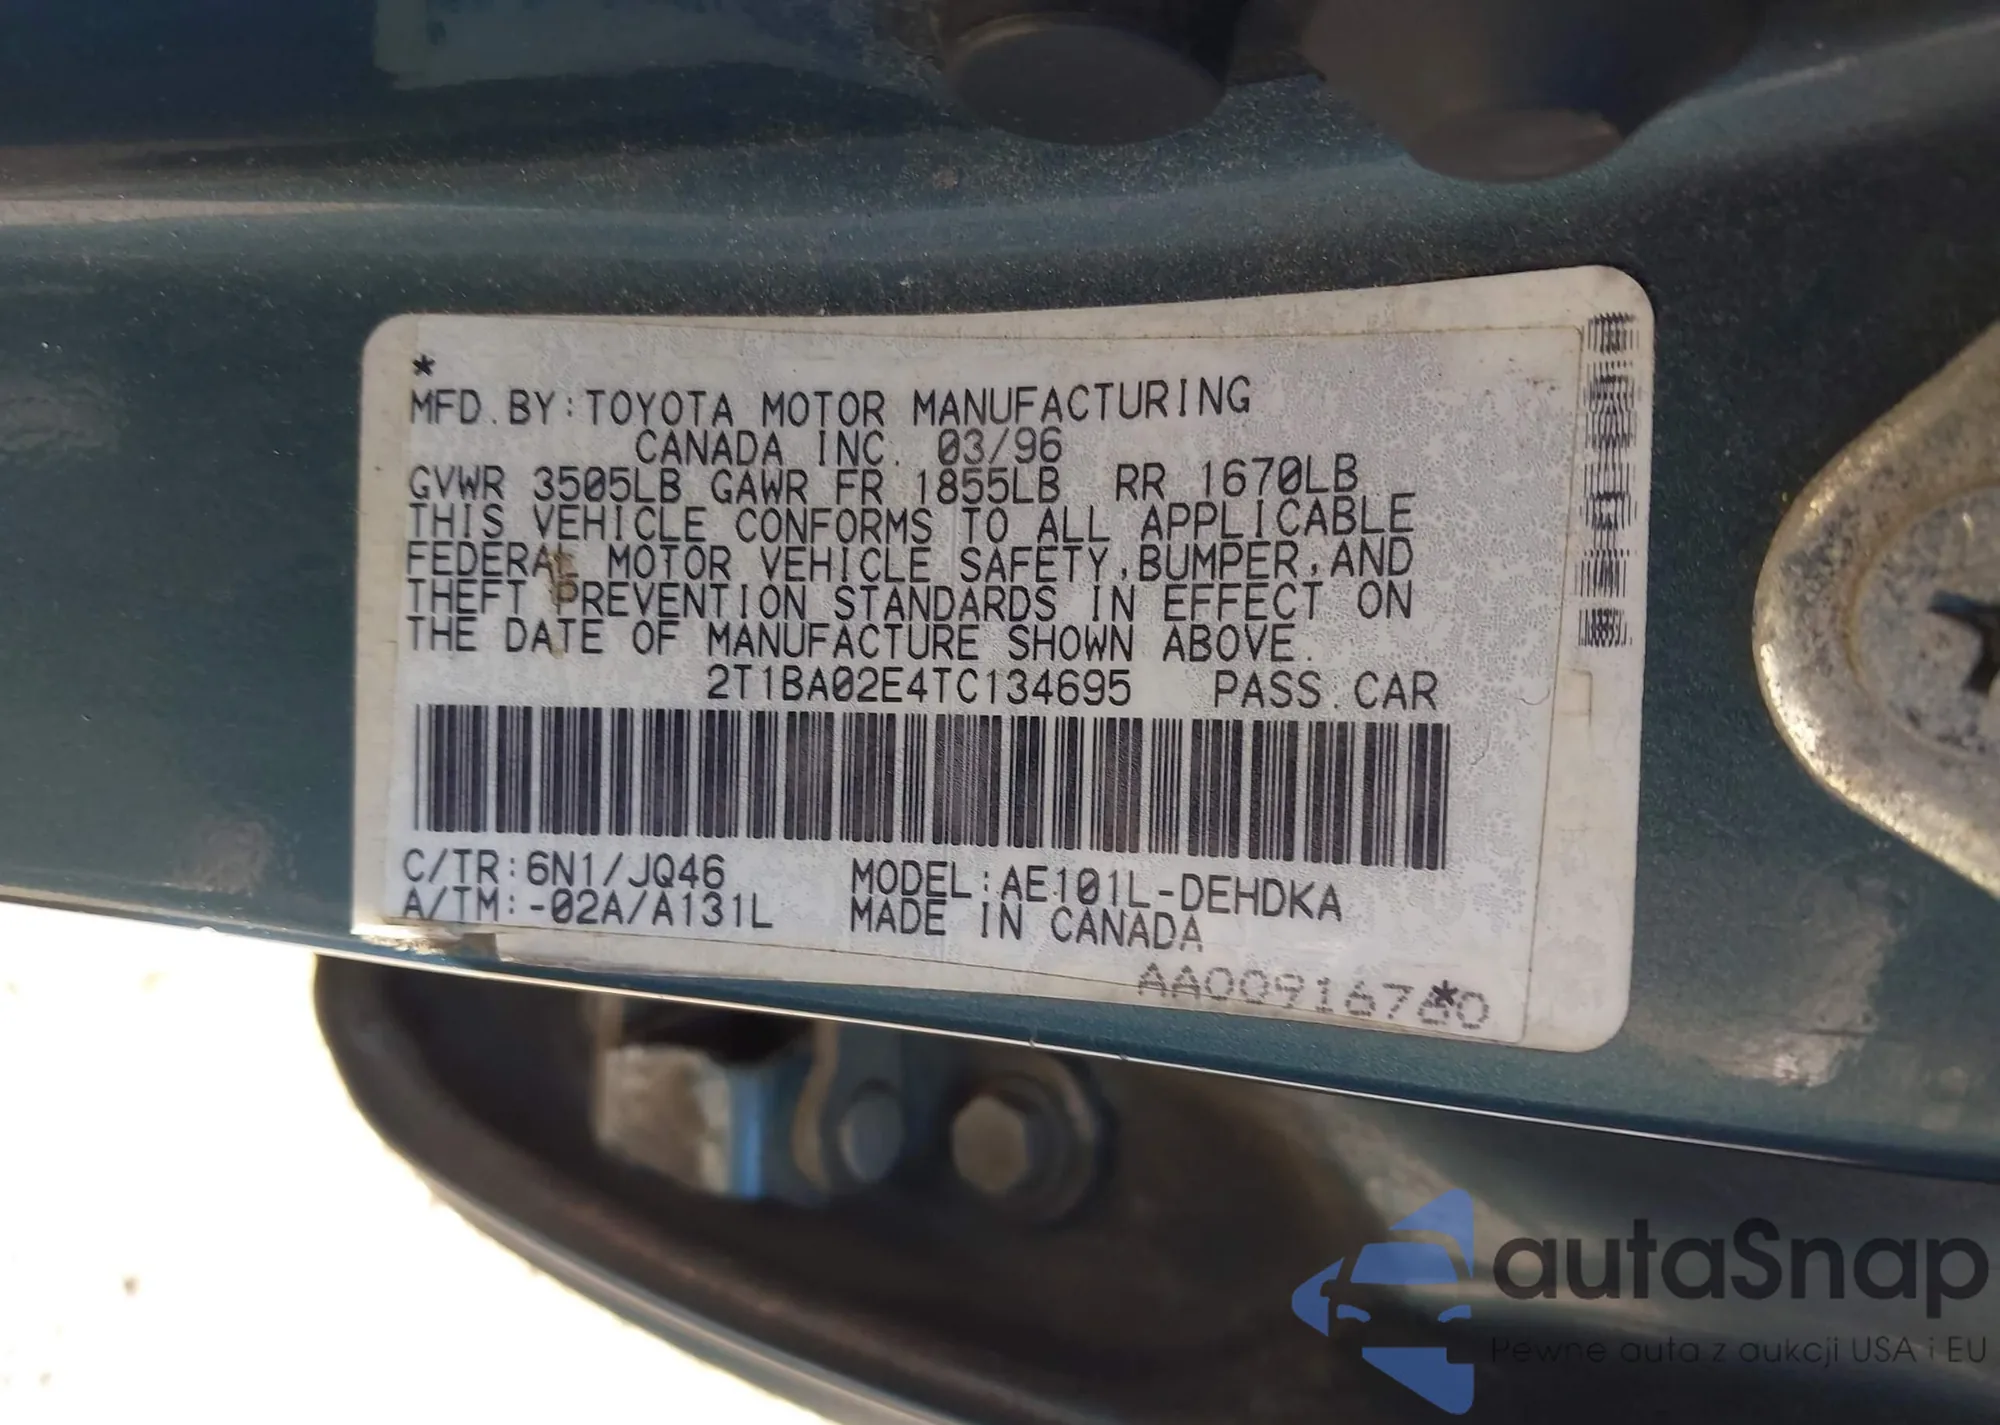 *
MFD.BY:TOYOTA MOTOR MANUFACTURING
CANADA INC. 03/96
GVWR 3505LB GAWR FR 1855LB RR 1670LB
THIS VEHICLE CONFORMS TO ALL APPLICABLE
FEDERAL MOTOR VEHICLE SAFETY,BUMPER,AND
THEFT PREVENTION STANDARDS IN EFFECT ON
THE DATE OF MANUFACTURE SHOWN ABOVE.
2T1BA02E4TC134695 PASS.CAR
C/TR:6N1/JQ46 MODEL:AE101L-DEHDKA
A/TM:-02A/A131L MADE IN CANADA
autaSnap
Pewne auta z aukcji USA i EU